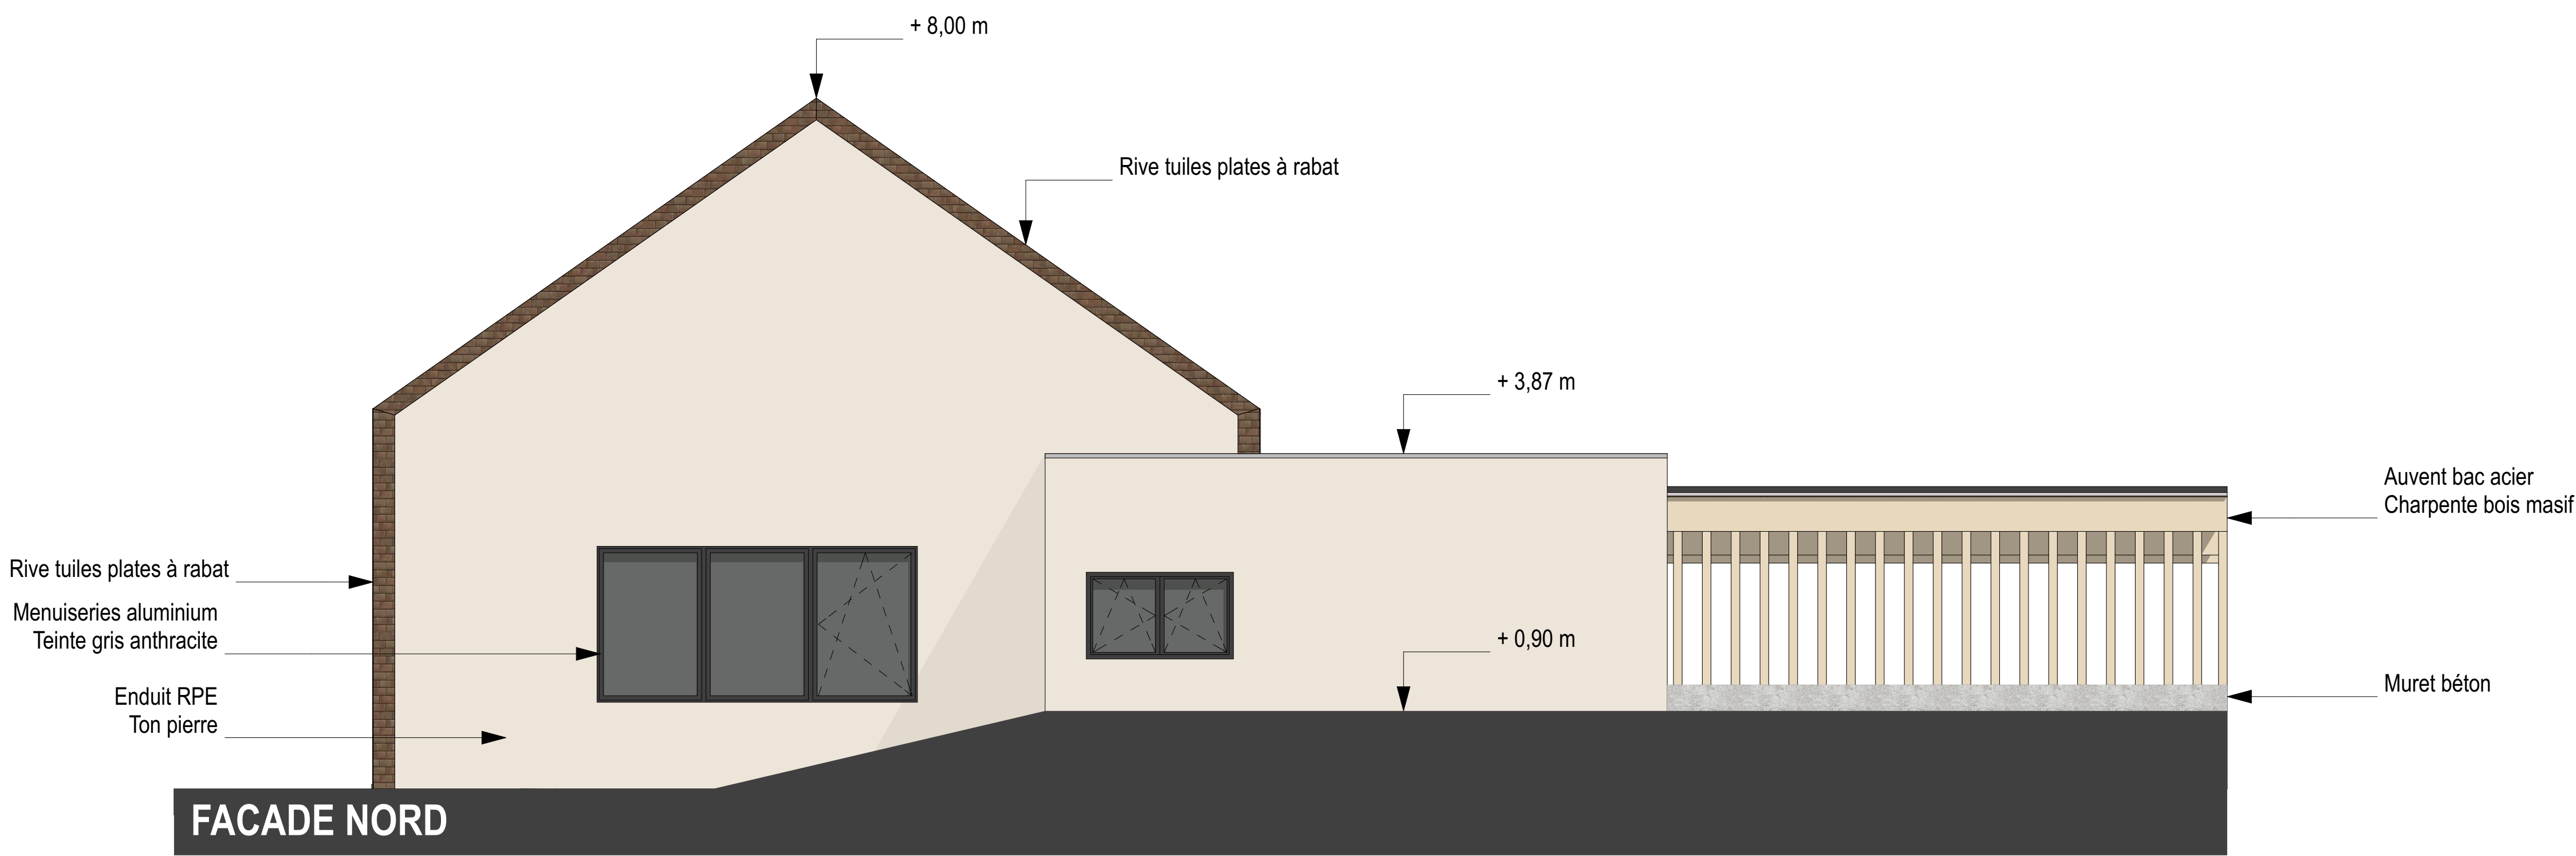 + 8,00 m
Rive tuiles plates à rabat
+ 3,87 m
Auvent bac acier
Charpente bois masif
Rive tuiles plates à rabat
Menuiseries aluminium
Teinte gris anthracite
+ 0,90 m
Enduit RPE
Ton pierre
Muret béton
FACADE NORD